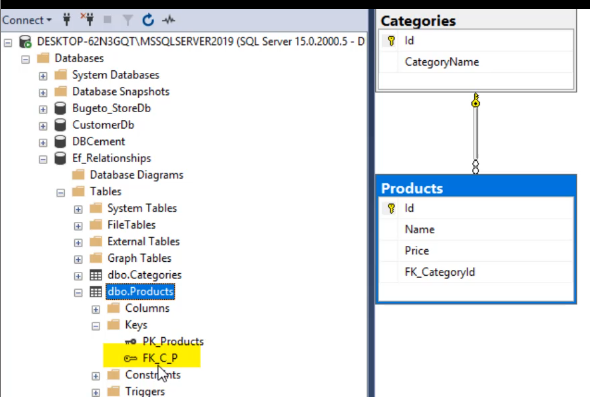 Connect
DESKTOP-62N3GQT\MSSQLSERVER2019 (SQL Server 15.0.2000.5 - D
Databases
System Databases
Database Snapshots
Bugeto_StoreDb
CustomerDb
DBCement
Ef_Relationships
Database Diagrams
Tables
System Tables
FileTables
External Tables
Graph Tables
dbo.Categories
dbo.Products
Columns
Keys
PK_Products
FK_C_P
Constraints
Triggers
Categories
Id
CategoryName
Products
Id
Name
Price
FK_CategoryId